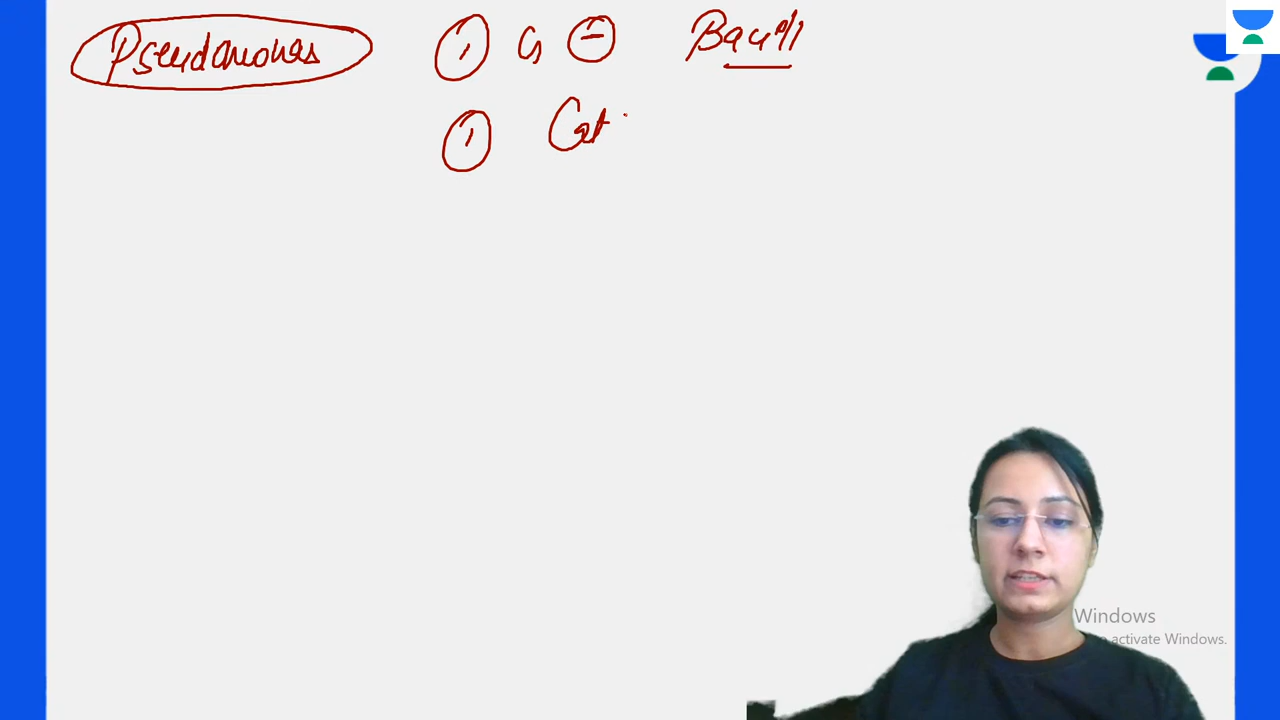 Pseudomonas ① G ⊖ Bacilli
① Cat
Windows
activate Windows.